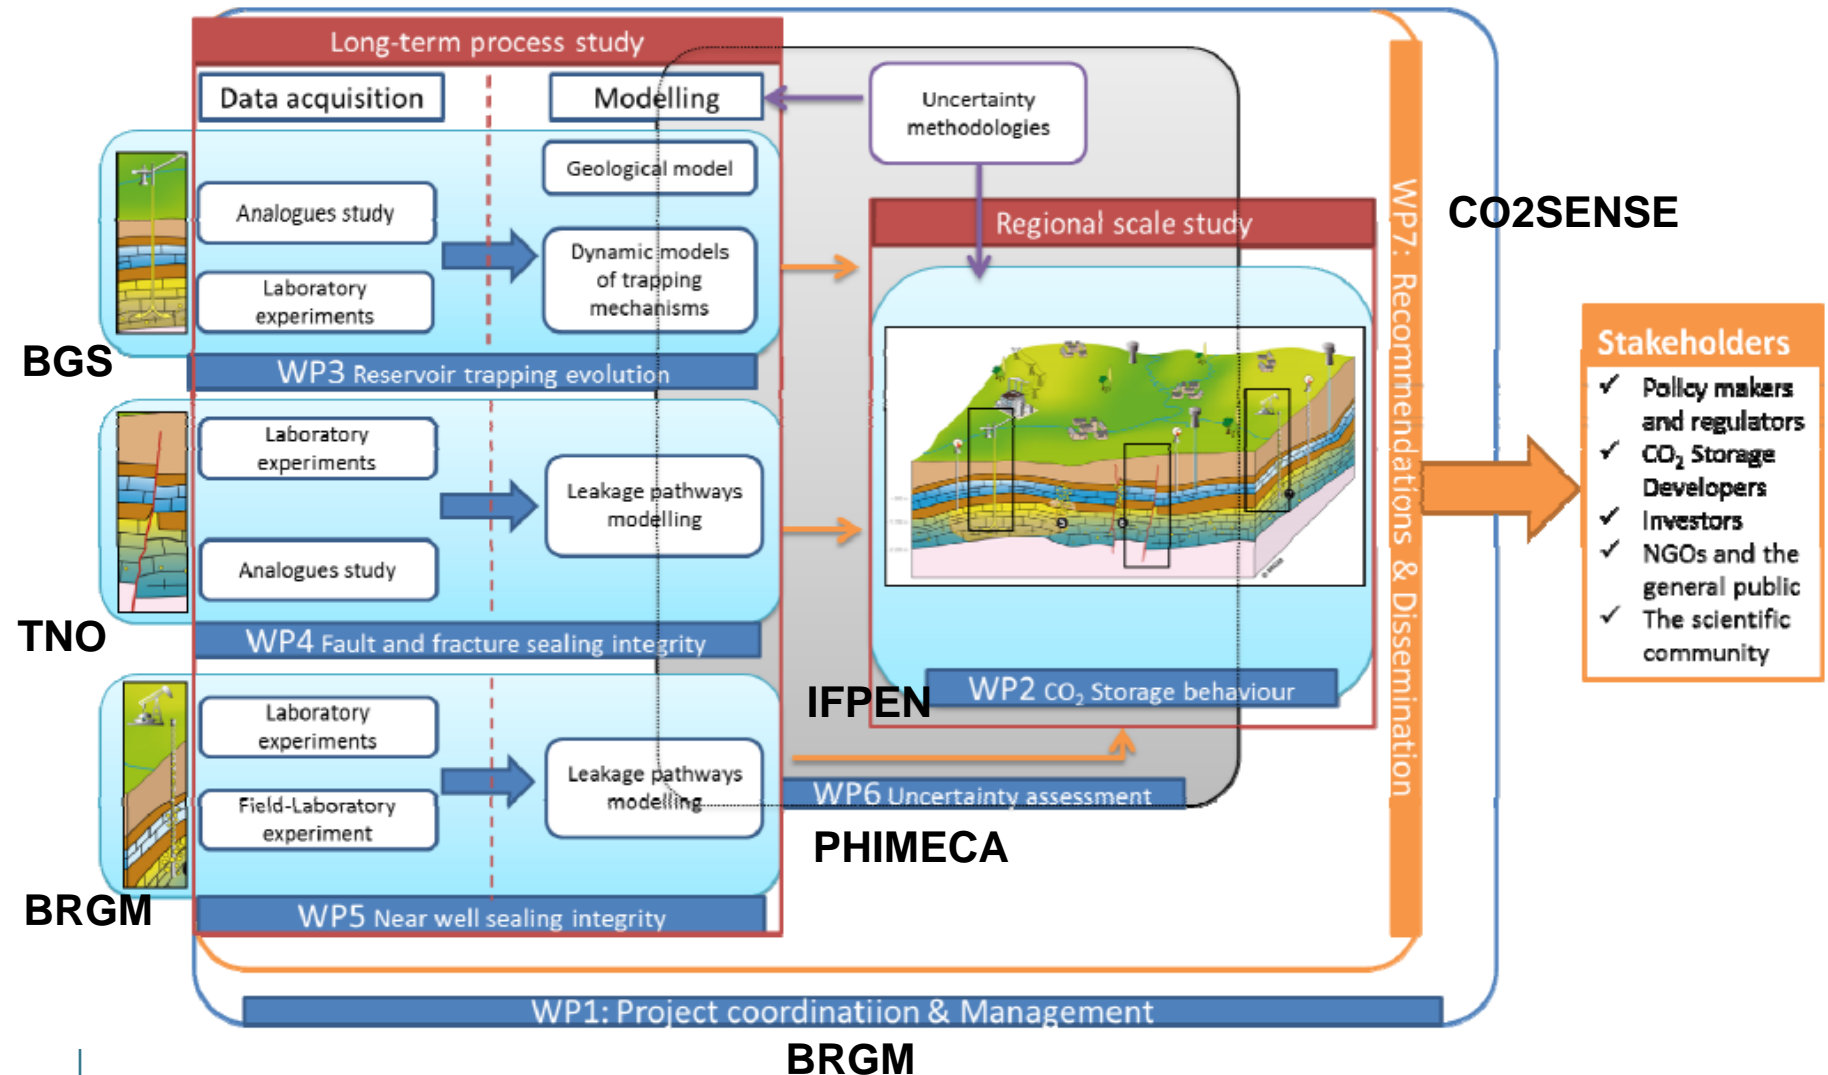 Long-term process study
Data acquisition
Modelling
Uncertainty
methodologies
Geological model
Analogues study
Dynamic models
of trapping
mechanisms
Laboratory
experiments
WP3 Reservoir trapping evolution
BGS
Laboratory
experiments
Leakage pathways
modelling
Analogues study
WP4 Fault and fracture sealing integrity
TNO
Laboratory
experiments
Leakage pathways
modelling
Field-Laboratory
experiment
WP5 Near well sealing integrity
BRGM
Regional scale study
© BRGM
WP2 CO₂ Storage behaviour
IFPEN
WP6 Uncertainty assessment
PHIMECA
WP7: Recommendations & Dissemination
CO2SENSE
Stakeholders
✓ Policy makers
and regulators
✓ CO₂ Storage
Developers
✓ Investors
✓ NGOs and the
general public
✓ The scientific
community
WP1: Project coordinatiion & Management
BRGM